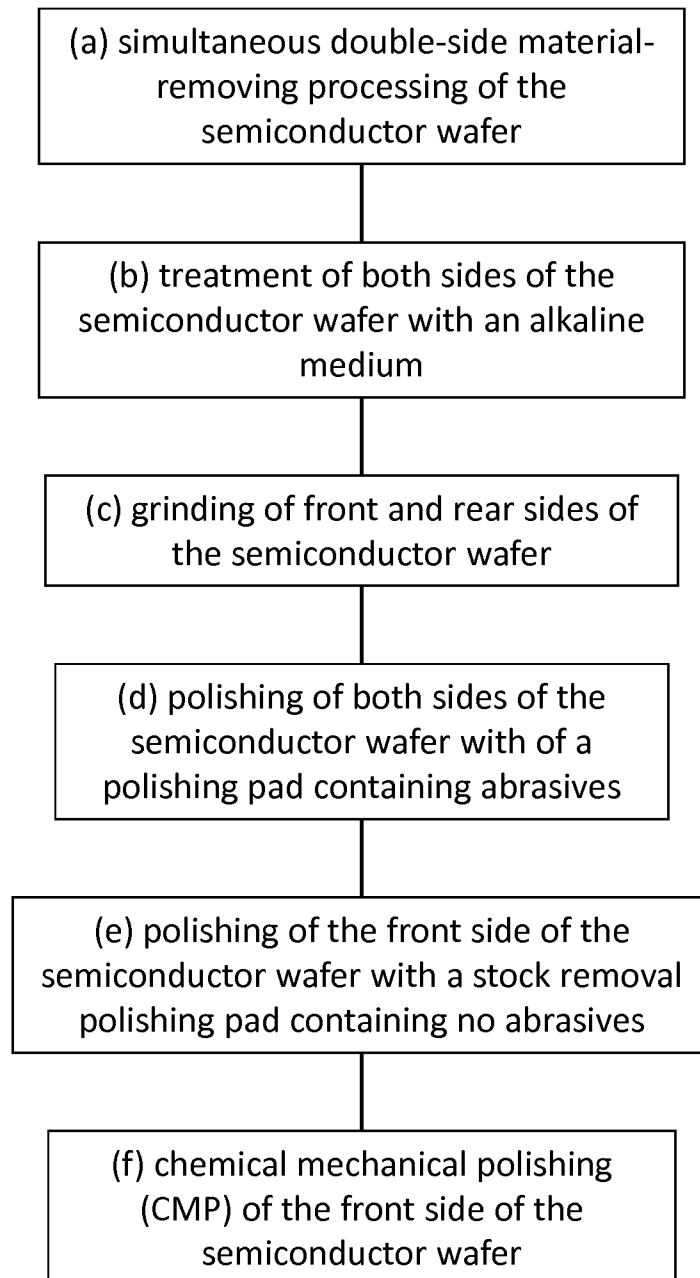 (a) simultaneous double-side material-
removing processing of the
semiconductor wafer
(b) treatment of both sides of the
semiconductor wafer with an alkaline
medium
(c) grinding of front and rear sides of
the semiconductor wafer
(d) polishing of both sides of the
semiconductor wafer with of a
polishing pad containing abrasives
(e) polishing of the front side of the
semiconductor wafer with a stock removal
polishing pad containing no abrasives
(f) chemical mechanical polishing
(CMP) of the front side of the
semiconductor wafer